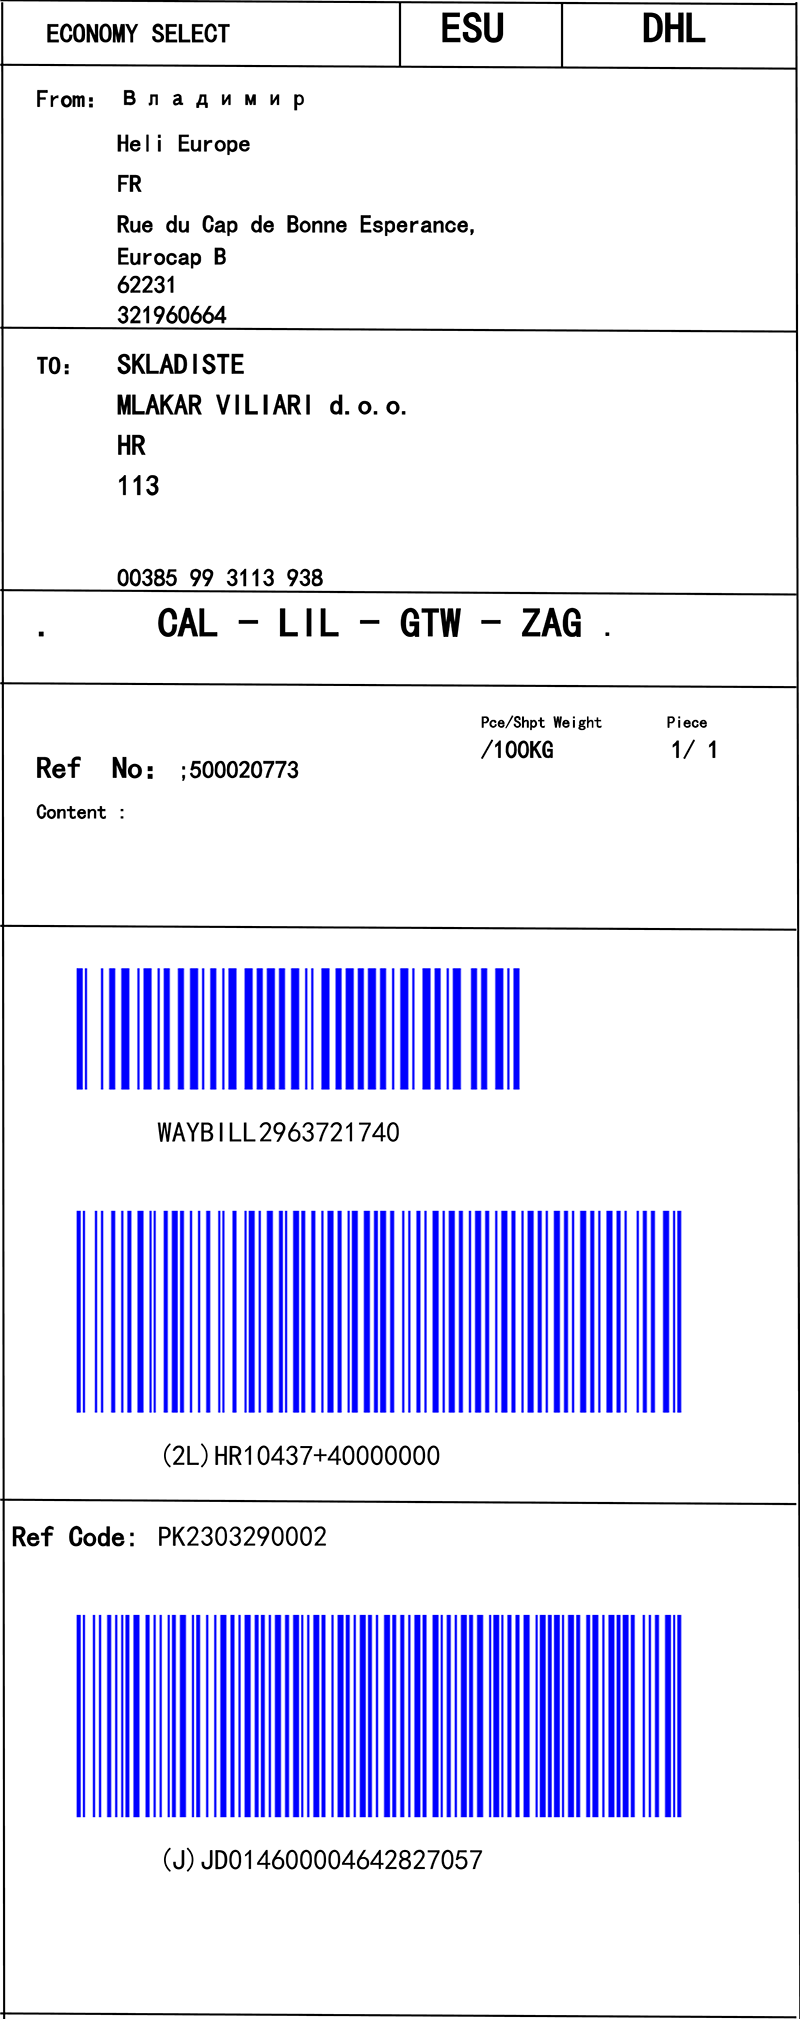 ECONOMY SELECT ESU DHL
From: Владимир
Heli Europe
FR
Rue du Cap de Bonne Esperance,
Eurocap B
62231
321960664
TO: SKLADISTE
MLAKAR VILIARI d.o.o.
HR
113
00385 99 3113 938
. CAL - LIL - GTW - ZAG .
Pce/Shpt Weight Piece
/100KG 1/ 1
Ref No: ;500020773
Content :
WAYBILL2963721740
(2L)HR10437+40000000
Ref Code: PK2303290002
(J)JD014600004642827057